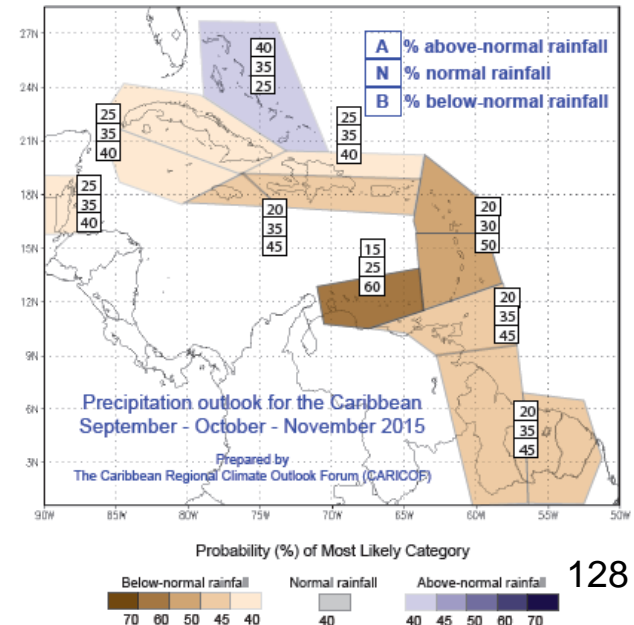 27N
24N
21N
18N
15N
12N
9N
6N
3N
90W 85W 80W 75W 70W 65W 60W 55W 50W
A % above-normal rainfall
N % normal rainfall
B % below-normal rainfall
40
35
25
25
35
40
25
35
40
25
35
40
20
35
45
20
30
50
15
25
60
20
35
45
20
35
45
Precipitation outlook for the Caribbean
September - October - November 2015
Prepared by
The Caribbean Regional Climate Outlook Forum (CARICOF)
Probability (%) of Most Likely Category
Below-normal rainfall Normal rainfall Above-normal rainfall
70 60 50 45 40 40 40 45 50 60 70
128